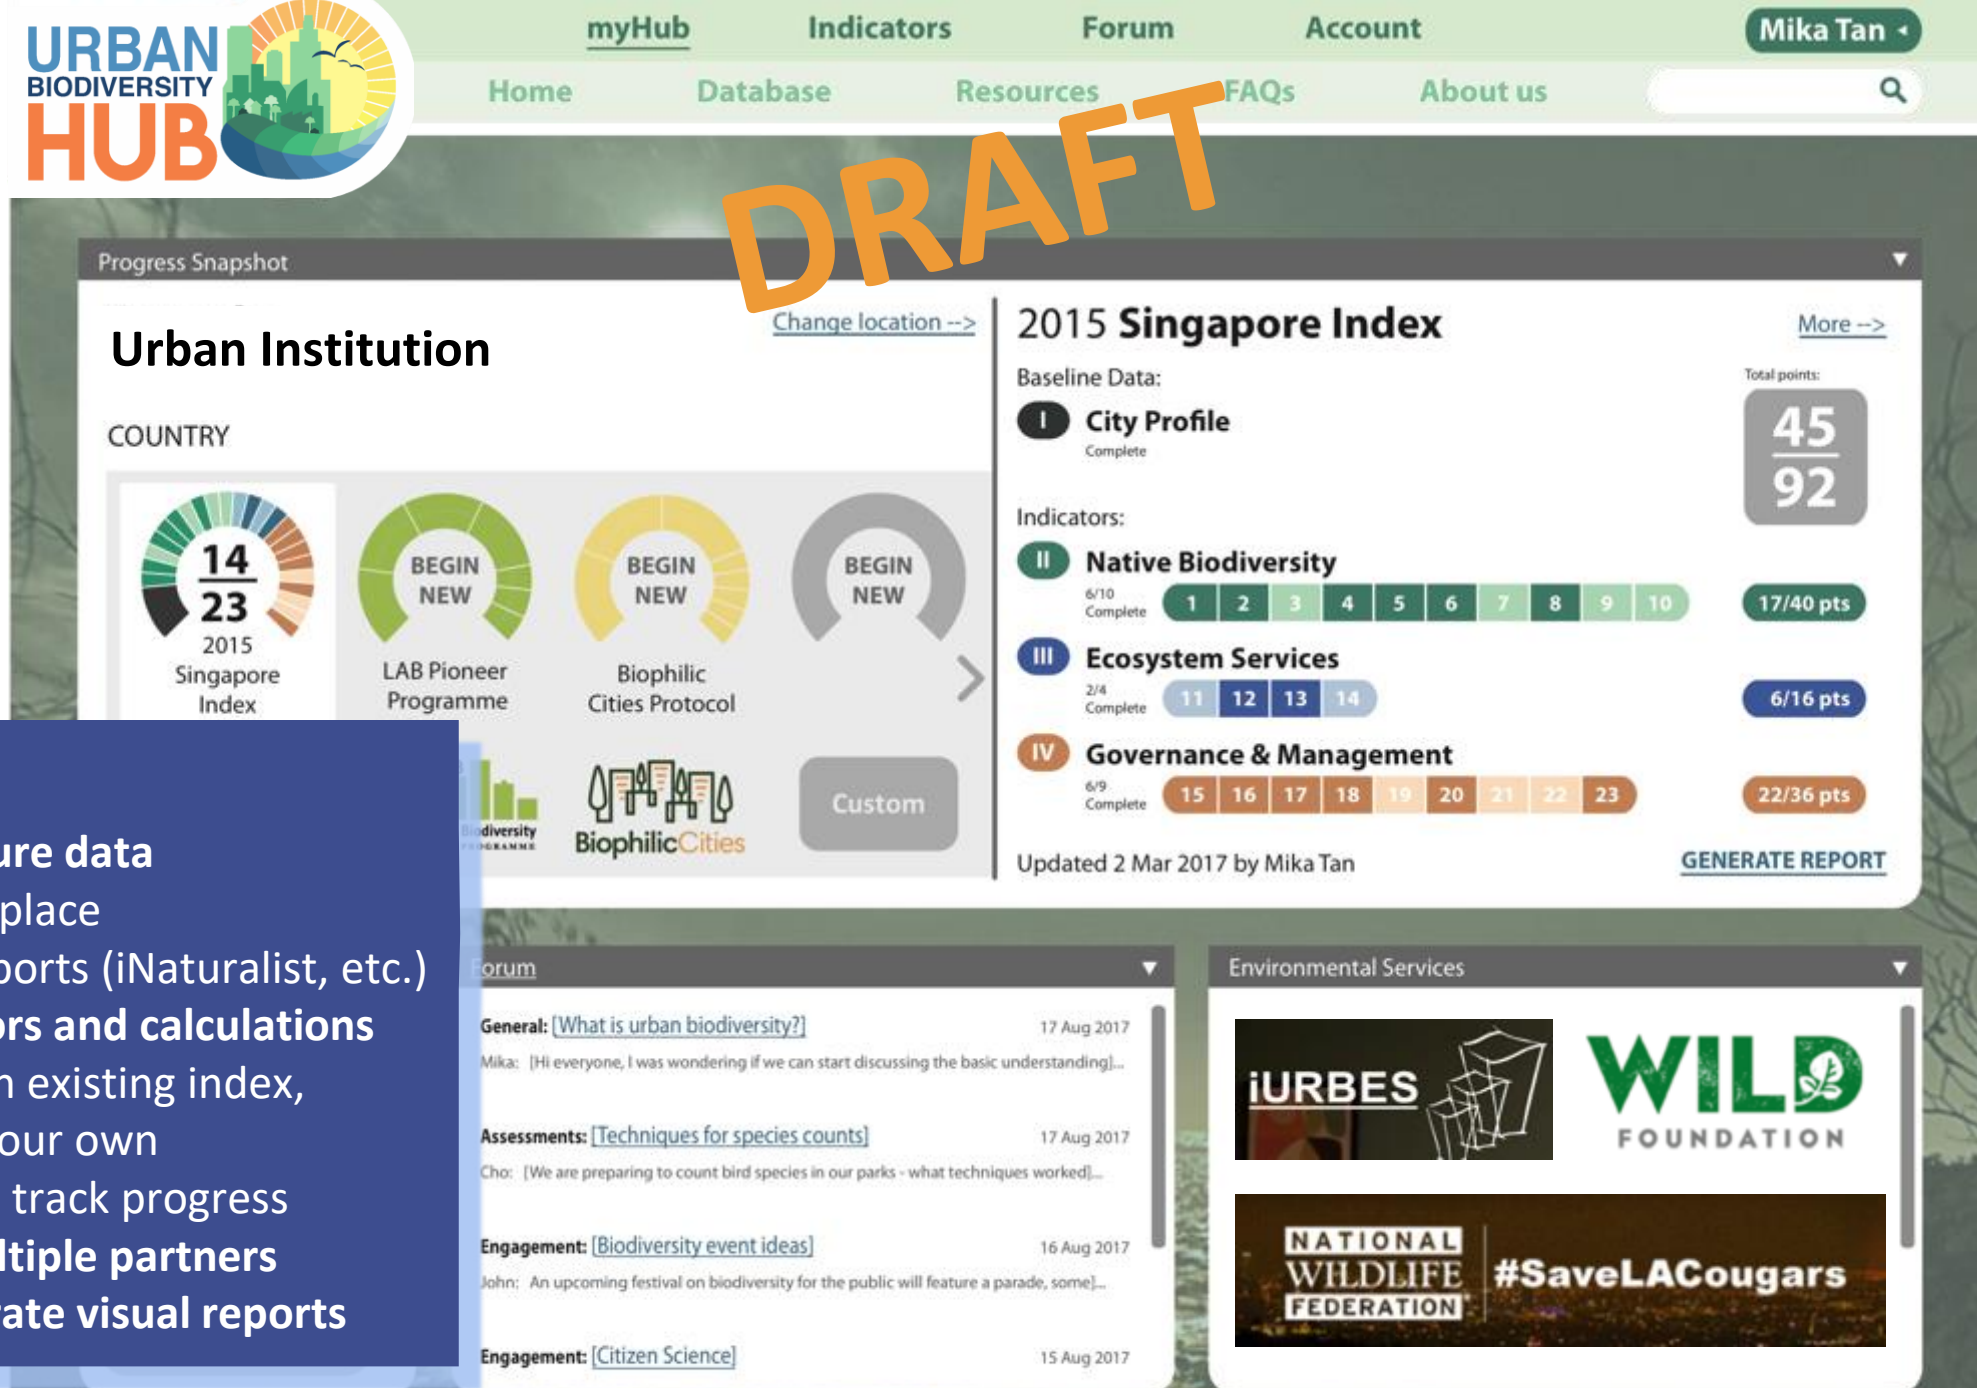 URBAN
BIODIVERSITY
HUB
myHub Indicators Forum Account Mika Tan
Home Database Resources FAQs About us
DRAFT
Progress Snapshot
Urban Institution
Change location -->
COUNTRY
14
23
2015
Singapore
Index
BEGIN
NEW
LAB Pioneer
Programme
BEGIN
NEW
Biophilic
Cities Protocol
BEGIN
NEW
diversity
BiophilicCities
Custom
2015 Singapore Index
More -->
Baseline Data:
Total points:
45
92
I City Profile
Complete
Indicators:
II Native Biodiversity
6/10
Complete
1 2 3 4 5 6 7 8 9 10
17/40 pts
III Ecosystem Services
2/4
Complete
11 12 13 14
6/16 pts
IV Governance & Management
6/9
Complete
15 16 17 18 19 20 21 22 23
22/36 pts
Updated 2 Mar 2017 by Mika Tan
GENERATE REPORT
ure data
place
ports (iNaturalist, etc.)
ors and calculations
n existing index,
our own
track progress
ltiple partners
rate visual reports
Forum
General: [What is urban biodiversity?] 17 Aug 2017
Mika: [Hi everyone, I was wondering if we can start discussing the basic understanding]...
Assessments: [Techniques for species counts] 17 Aug 2017
Cho: [We are preparing to count bird species in our parks - what techniques worked]...
Engagement: [Biodiversity event ideas] 16 Aug 2017
John: An upcoming festival on biodiversity for the public will feature a parade, some]...
Engagement: [Citizen Science] 15 Aug 2017
Environmental Services
iURBES
WILD
FOUNDATION
NATIONAL
WILDLIFE
FEDERATION
#SaveLACougars